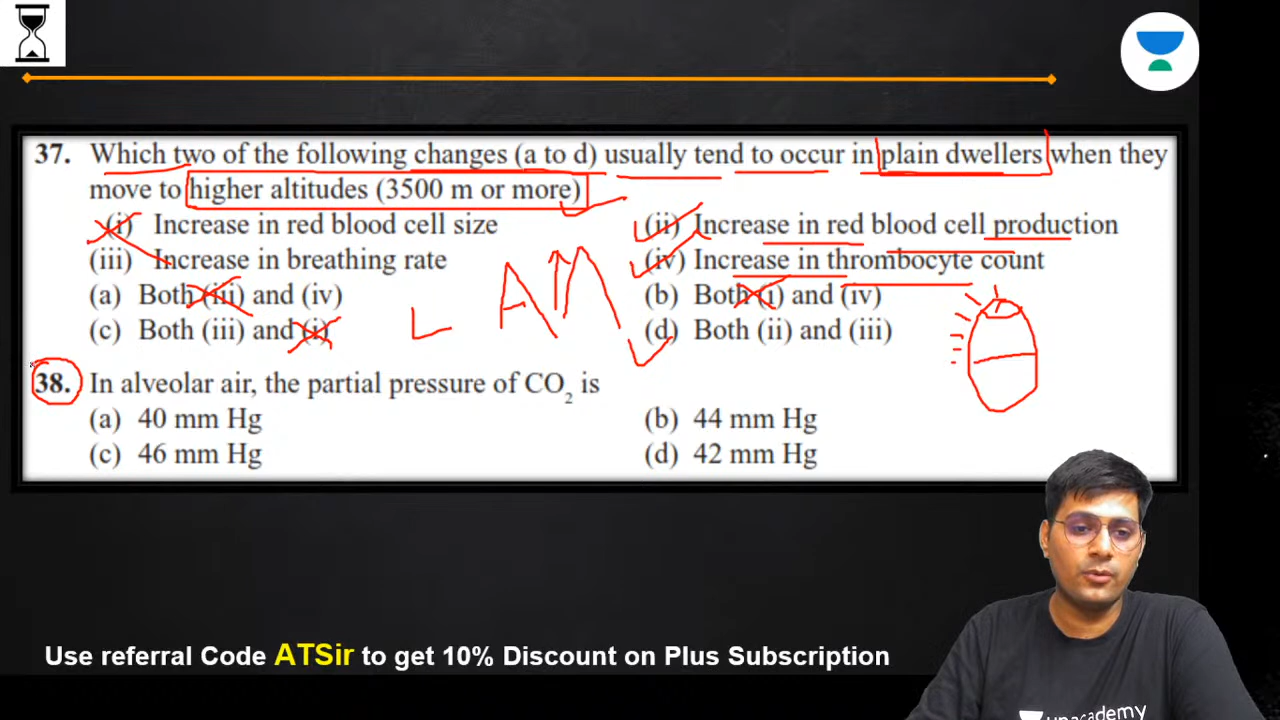 37. Which two of the following changes (a to d) usually tend to occur in plain dwellers when they
move to higher altitudes (3500 m or more)
(i) Increase in red blood cell size (ii) Increase in red blood cell production
(iii) Increase in breathing rate (iv) Increase in thrombocyte count
(a) Both (iii) and (iv) (b) Both (i) and (iv)
(c) Both (iii) and (i) (d) Both (ii) and (iii)
38. In alveolar air, the partial pressure of CO₂ is
(a) 40 mm Hg (b) 44 mm Hg
(c) 46 mm Hg (d) 42 mm Hg
Use referral Code ATSir to get 10% Discount on Plus Subscription
unacademy